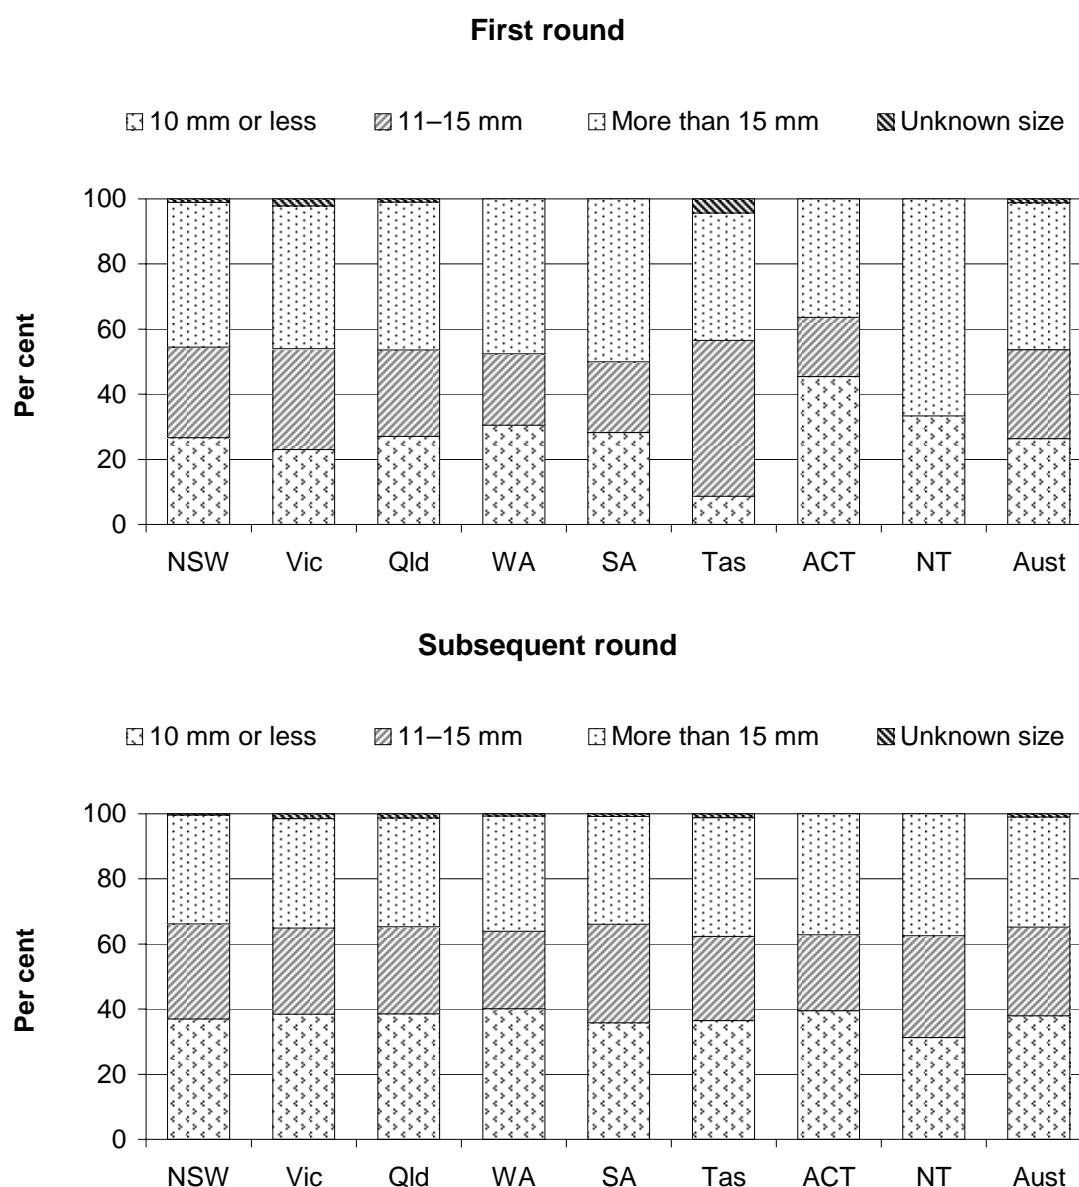 First round
10 mm or less 11–15 mm More than 15 mm Unknown size
100
80
60
40
20
0
Per cent
NSW Vic Qld WA SA Tas ACT NT Aust
Subsequent round
10 mm or less 11–15 mm More than 15 mm Unknown size
100
80
60
40
20
0
Per cent
NSW Vic Qld WA SA Tas ACT NT Aust